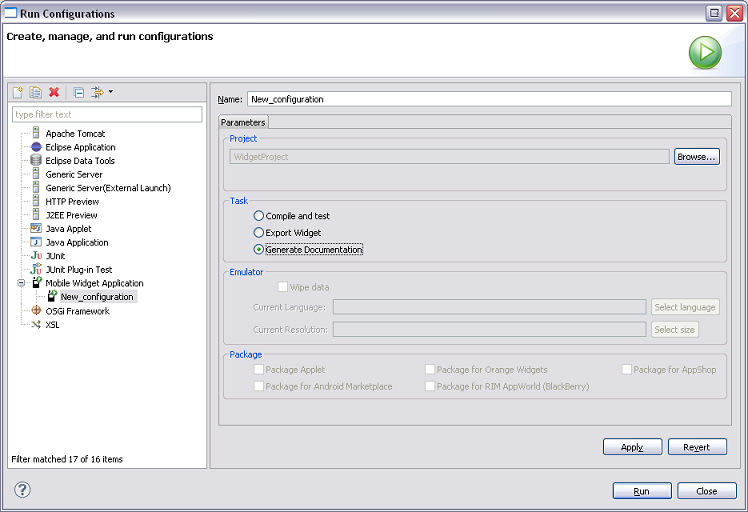 Run Configurations
Create, manage, and run configurations
type filter text
Apache Tomcat
Eclipse Application
Eclipse Data Tools
Generic Server
Generic Server(External Launch)
HTTP Preview
J2EE Preview
Java Applet
Java Application
JUnit
JUnit Plug-in Test
Mobile Widget Application
New_configuration
OSGi Framework
XSL
Filter matched 17 of 16 items
Name: New_configuration
Parameters
Project
WidgetProject Browse...
Task
Compile and test
Export Widget
Generate Documentation
Emulator
Wipe data
Current Language: Select language
Current Resolution: Select size
Package
Package Applet Package for Orange Widgets Package for AppShop
Package for Android Marketplace Package for RIM AppWorld (BlackBerry)
Apply Revert
Run Close